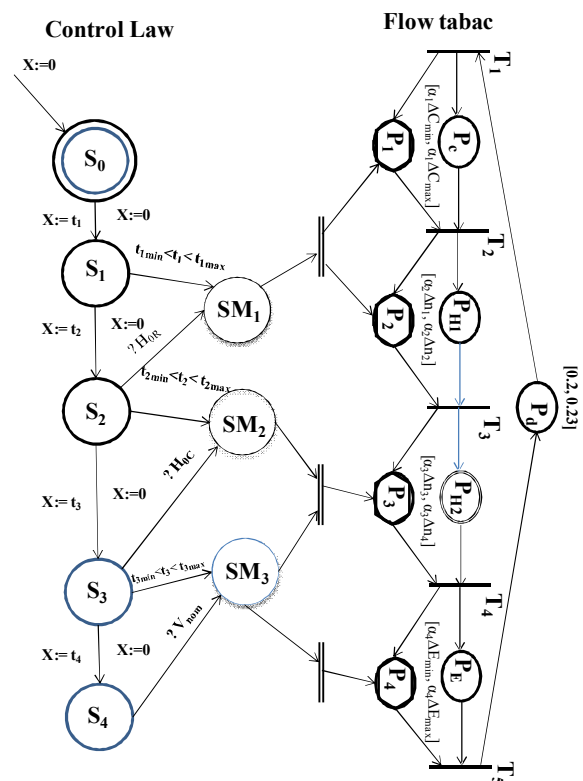 Control Law
Flow tabac
X:=0
S0
X:= t1
X:=0
S1
t1min<t1< t1max
SM1
X:= t2
X:=0
? H0R
S2
t2min<t2< t2max
SM2
? H0C
X:= t3
X:=0
S3
t3min<t3< t3max
SM3
X:= t4
X:=0
? Vnom
S4
T1
P1
[α1ΔCmin, α1ΔCmax]
Pc
T2
P2
[α2Δn1, α2Δn2]
PH1
T3
Pd
[0.2, 0.23]
P3
[α3Δn3, α3Δn4]
PH2
T4
P4
[α4ΔEmin, α4ΔEmax]
PE
T5